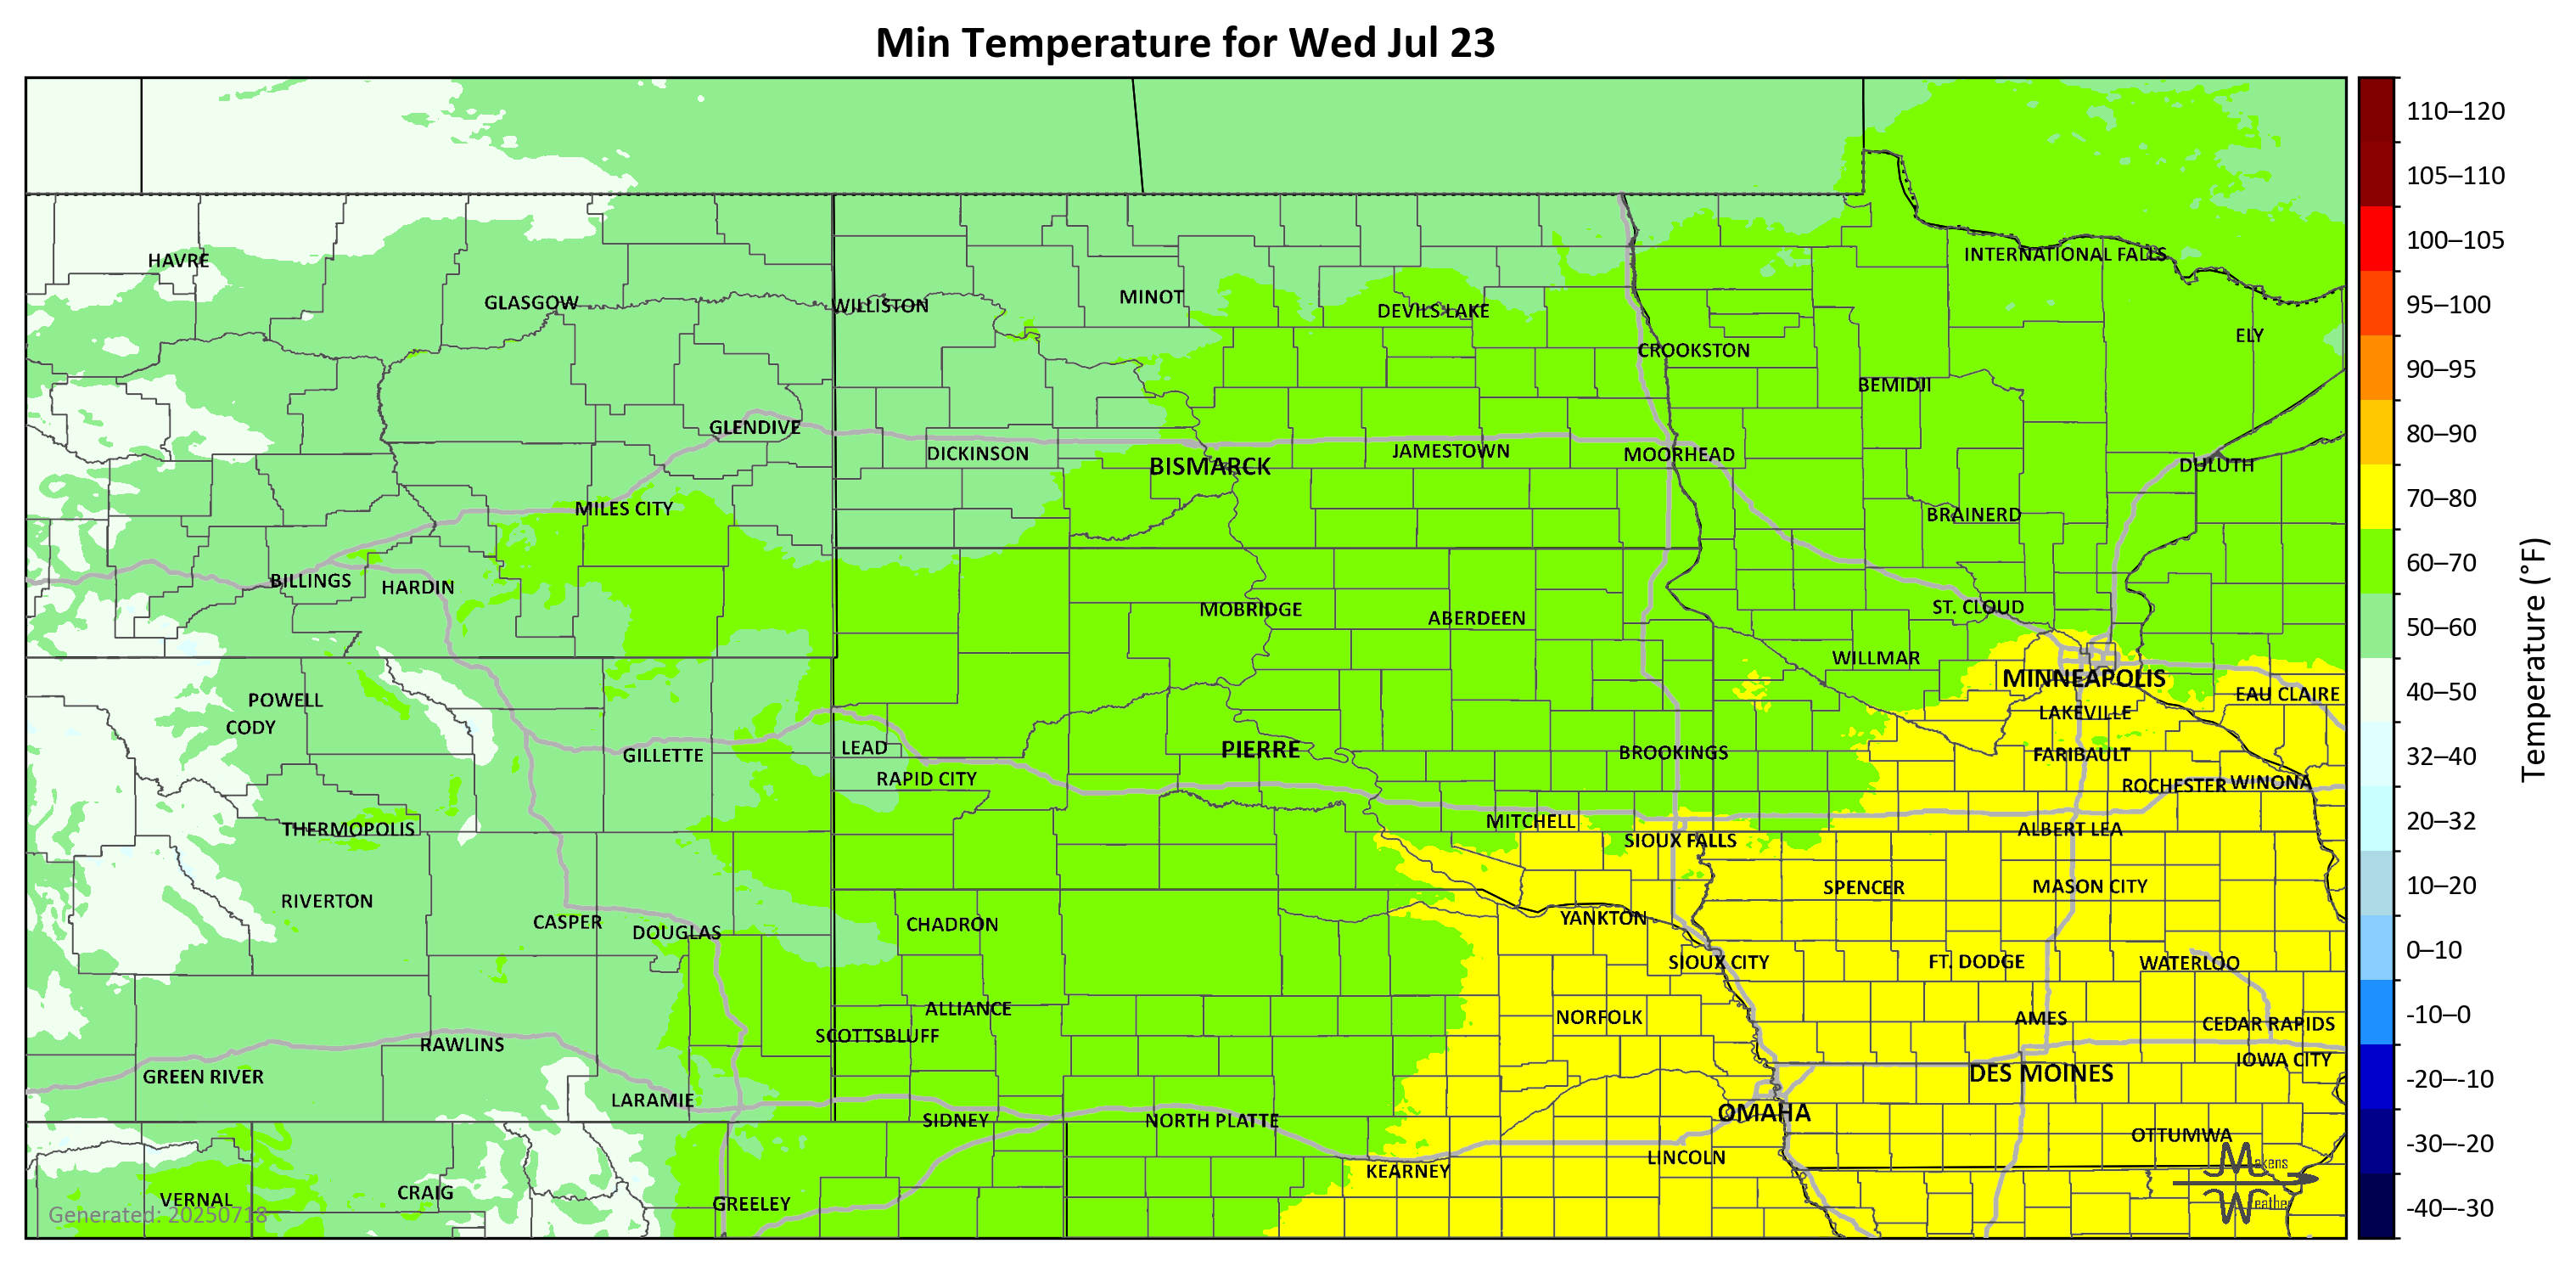 Min Temperature for Wed Jul 23
110−120
105−110
100−105
95−100
90−95
80−90
70−80
60−70
50−60
40−50
32−40
20−32
10−20
0−10
-10−0
-20−-10
-30−-20
-40−-30
Temperature (°F)
HAVRE
GLASGOW
WILLISTON
MINOT
DEVILS LAKE
INTERNATIONAL FALLS
ELY
CROOKSTON
BEMIDJI
GLENDIVE
DICKINSON
BISMARCK
JAMESTOWN
MOORHEAD
DULUTH
MILES CITY
BRAINERD
BILLINGS
HARDIN
MOBRIDGE
ABERDEEN
ST. CLOUD
WILLMAR
MINNEAPOLIS
EAU CLAIRE
POWELL
CODY
LAKEVILLE
GILLETTE
LEAD
PIERRE
BROOKINGS
FARIBAULT
RAPID CITY
ROCHESTER
WINONA
THERMOPOLIS
MITCHELL
SIOUX FALLS
ALBERT LEA
RIVERTON
SPENCER
MASON CITY
CASPER
DOUGLAS
CHADRON
YANKTON
SIOUX CITY
FT. DODGE
WATERLOO
ALLIANCE
NORFOLK
AMES
CEDAR RAPIDS
SCOTTSBLUFF
RAWLINS
IOWA CITY
GREEN RIVER
DES MOINES
LARAMIE
OMAHA
SIDNEY
NORTH PLATTE
OTTUMWA
LINCOLN
KEARNEY
VERNAL
CRAIG
GREELEY
Generated: 20250718
Makens
Weather